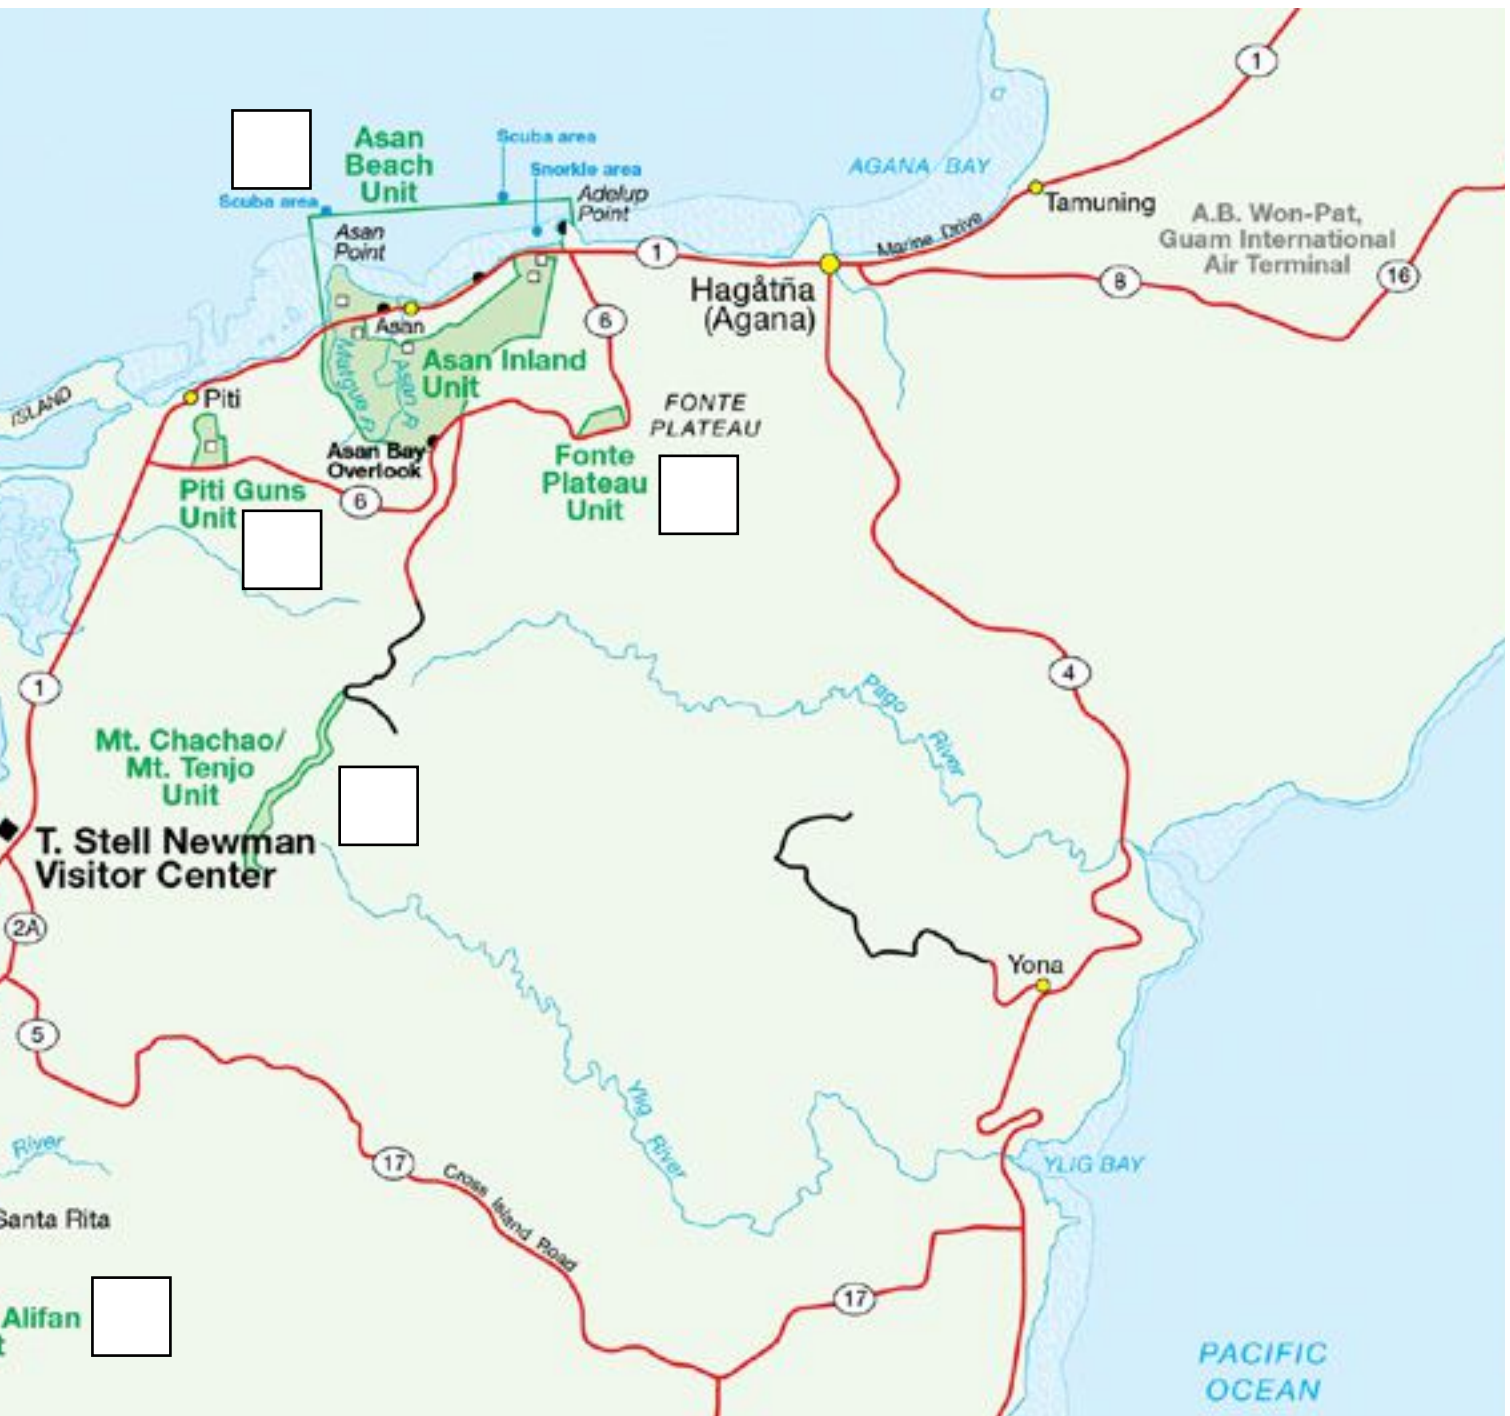 1
Asan
Beach
Unit
Scuba area
Snorkle area
Scuba area
Adelup
Point
AGANA BAY
Tamuning
A.B. Won-Pat,
Guam International
Air Terminal
Asan
Point
Marine Drive
1
Hagåtña
(Agana)
8
16
6
Asan
Asan Inland
Unit
Matgue R
Asan R
ISLAND
Piti
FONTE
PLATEAU
Asan Bay
Overlook
Fonte
Plateau
Unit
Piti Guns
Unit
6
1
4
Pago
River
Mt. Chachao/
Mt. Tenjo
Unit
T. Stell Newman
Visitor Center
2A
Yona
5
Ylig
River
River
17
Cross Island Road
YLIG BAY
Santa Rita
17
Alifan
t
PACIFIC
OCEAN